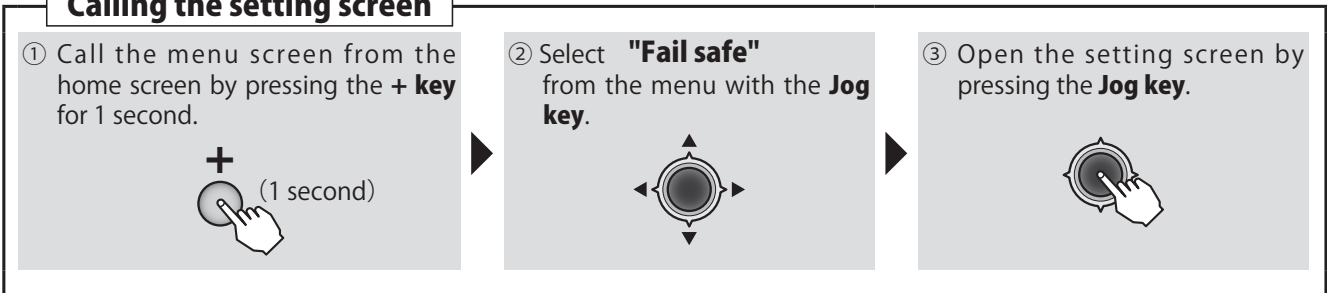 Calling the setting screen
① Call the menu screen from the
home screen by pressing the + key
for 1 second.
+
(1 second)
② Select "Fail safe"
from the menu with the Jog
key.
③ Open the setting screen by
pressing the Jog key.